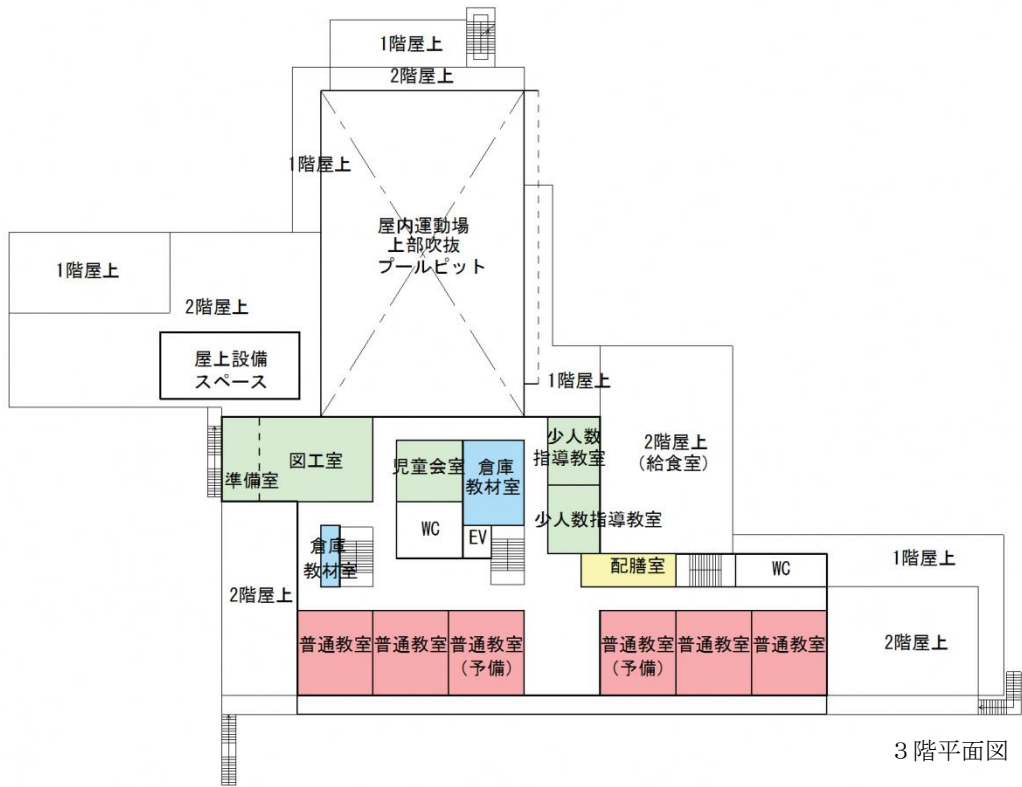 1階屋上
2階屋上
1階屋上
屋内運動場
上部吹抜
プールピット
1階屋上
2階屋上
屋上設備
スペース
1階屋上
2階屋上
(給食室)
図工室
準備室
児童会室
倉庫
教材室
少人数
指導教室
少人数指導教室
WC
EV
倉庫
教材室
配膳室
WC
1階屋上
2階屋上
2階屋上
普通教室
普通教室
普通教室
(予備)
普通教室
(予備)
普通教室
普通教室
3階平面図